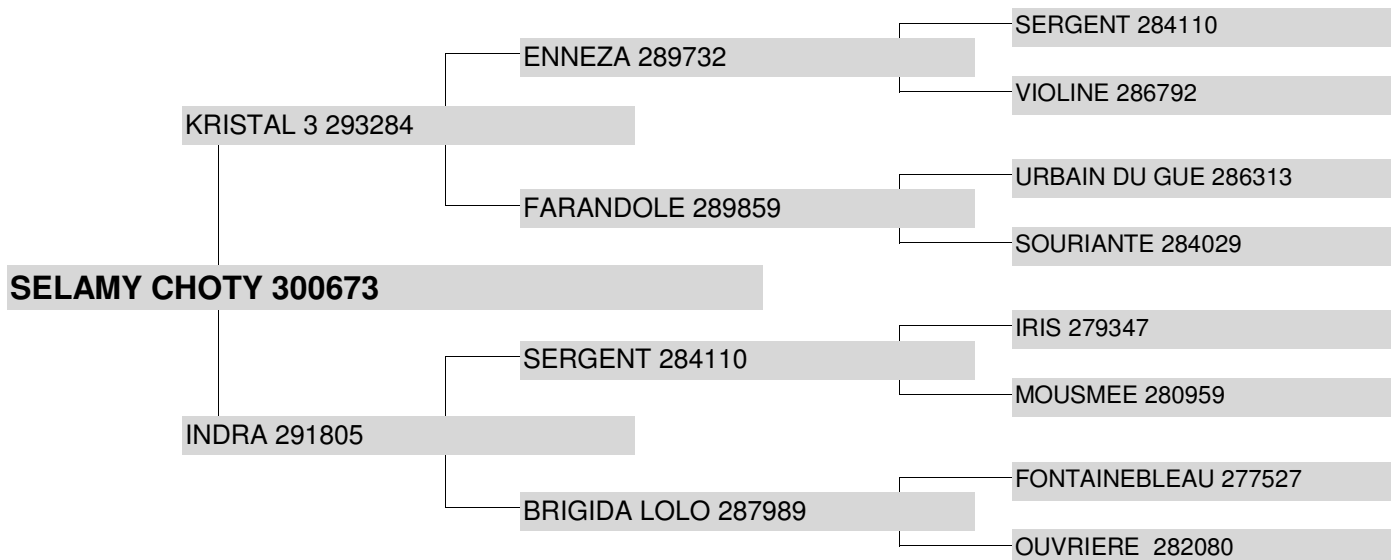 SERGENT 284110
ENNEZA 289732
VIOLINE 286792
KRISTAL 3 293284
URBAIN DU GUE 286313
FARANDOLE 289859
SOURIANTE 284029
SELAMY CHOTY 300673
IRIS 279347
SERGENT 284110
MOUSMEE 280959
INDRA 291805
FONTAINEBLEAU 277527
BRIGIDA LOLO 287989
OUVRIERE 282080